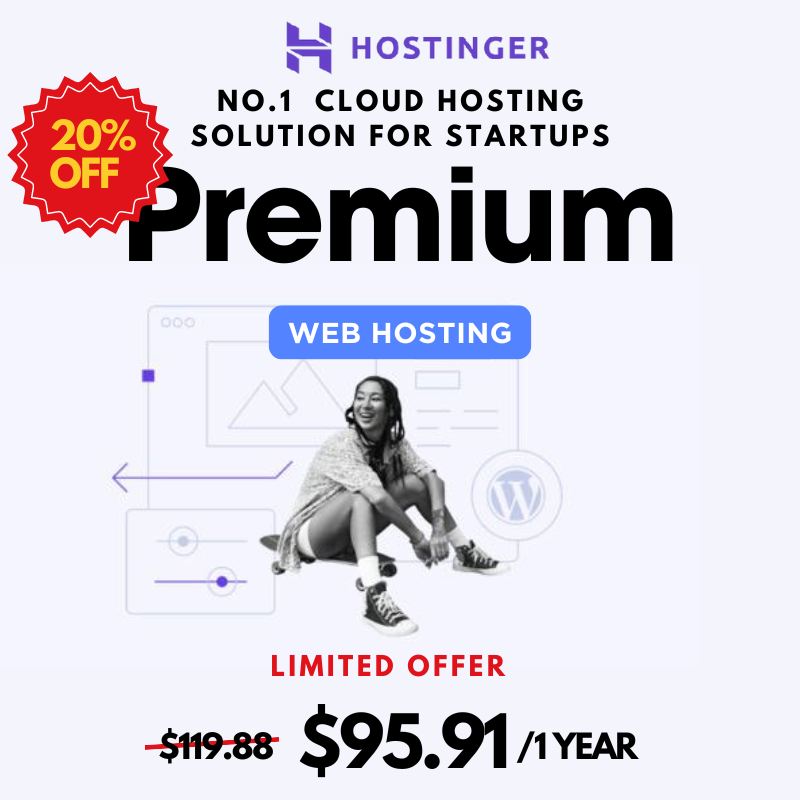 HOSTINGER
NO.1 CLOUD HOSTING
SOLUTION FOR STARTUPS
20%
OFF
Premium
WEB HOSTING
LIMITED OFFER
$119.88 $95.91/1 YEAR